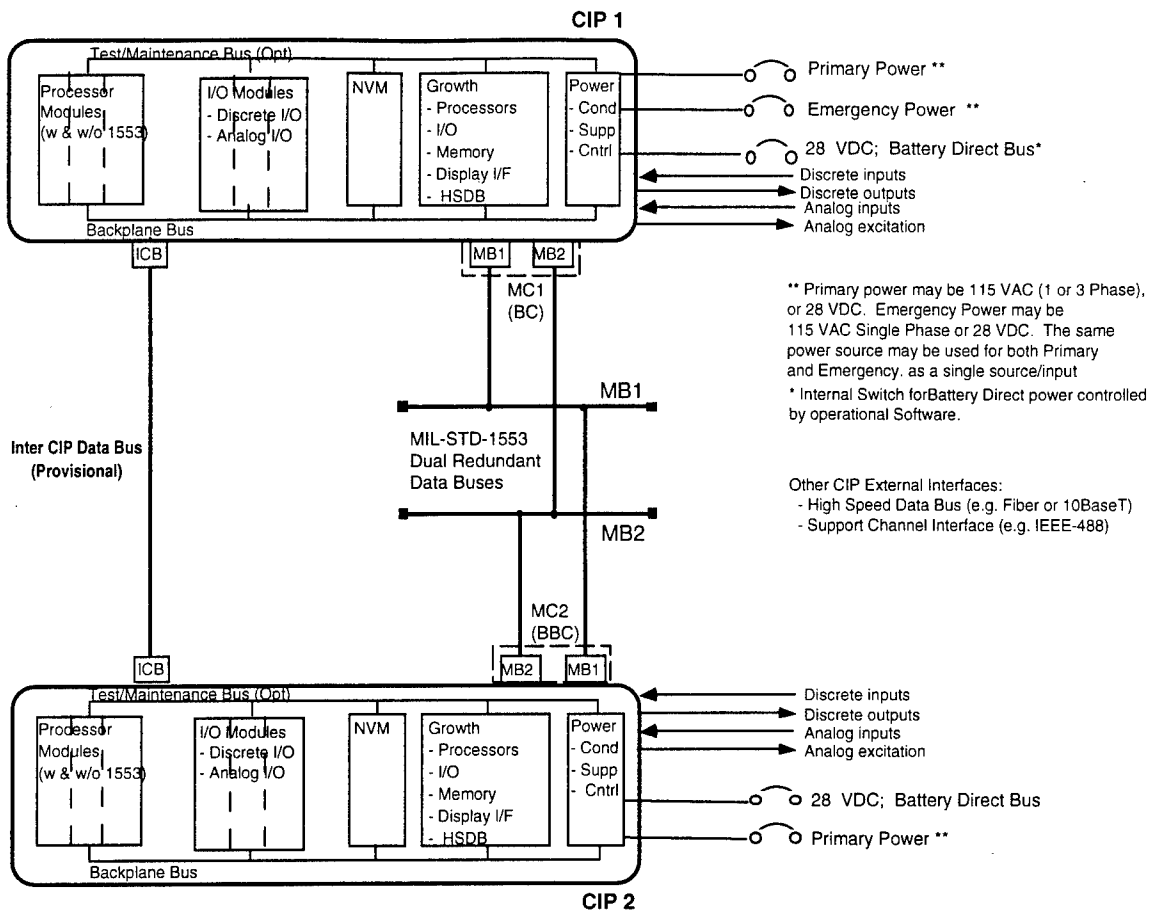 CIP 1
Test/Maintenance Bus (Opt)
Processor
Modules
(w & w/o 1553)
I/O Modules
- Discrete I/O
- Analog I/O
NVM
Growth
- Processors
- I/O
- Memory
- Display I/F
- HSDB
Power
- Cond
- Supp
- Cntrl
Backplane Bus
Primary Power **
Emergency Power **
28 VDC; Battery Direct Bus*
Discrete inputs
Discrete outputs
Analog inputs
Analog excitation
ICB
MB1
MB2
MC1
(BC)
** Primary power may be 115 VAC (1 or 3 Phase),
or 28 VDC. Emergency Power may be
115 VAC Single Phase or 28 VDC. The same
power source may be used for both Primary
and Emergency. as a single source/input
* Internal Switch forBattery Direct power controlled
by operational Software.
MB1
MIL-STD-1553
Dual Redundant
Data Buses
MB2
Inter CIP Data Bus
(Provisional)
Other CIP External Interfaces:
- High Speed Data Bus (e.g. Fiber or 10BaseT)
- Support Channel Interface (e.g. IEEE-488)
MC2
(BBC)
ICB
MB2
MB1
Test/Maintenance Bus (Opt)
Processor
Modules
(w & w/o 1553)
I/O Modules
- Discrete I/O
- Analog I/O
NVM
Growth
- Processors
- I/O
- Memory
- Display I/F
- HSDB
Power
- Cond
- Supp
- Cntrl
Backplane Bus
Discrete inputs
Discrete outputs
Analog inputs
Analog excitation
28 VDC; Battery Direct Bus
Primary Power **
CIP 2